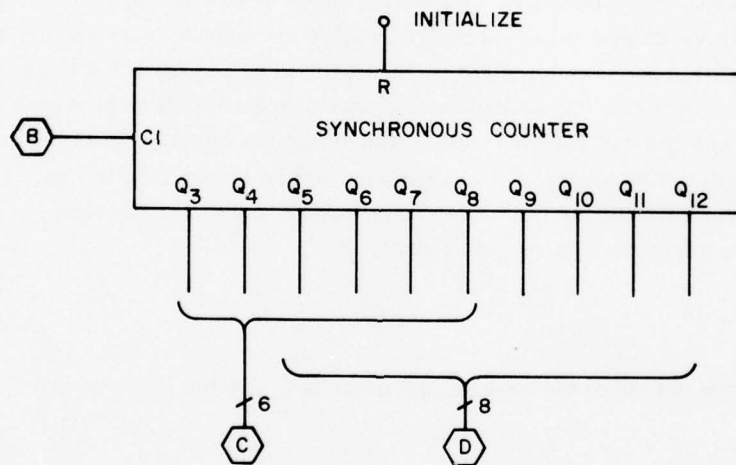 INITIALIZE
R
B
CI
SYNCHRONOUS COUNTER
Q3 Q4 Q5 Q6 Q7 Q8 Q9 Q10 Q11 Q12
6
8
C
D